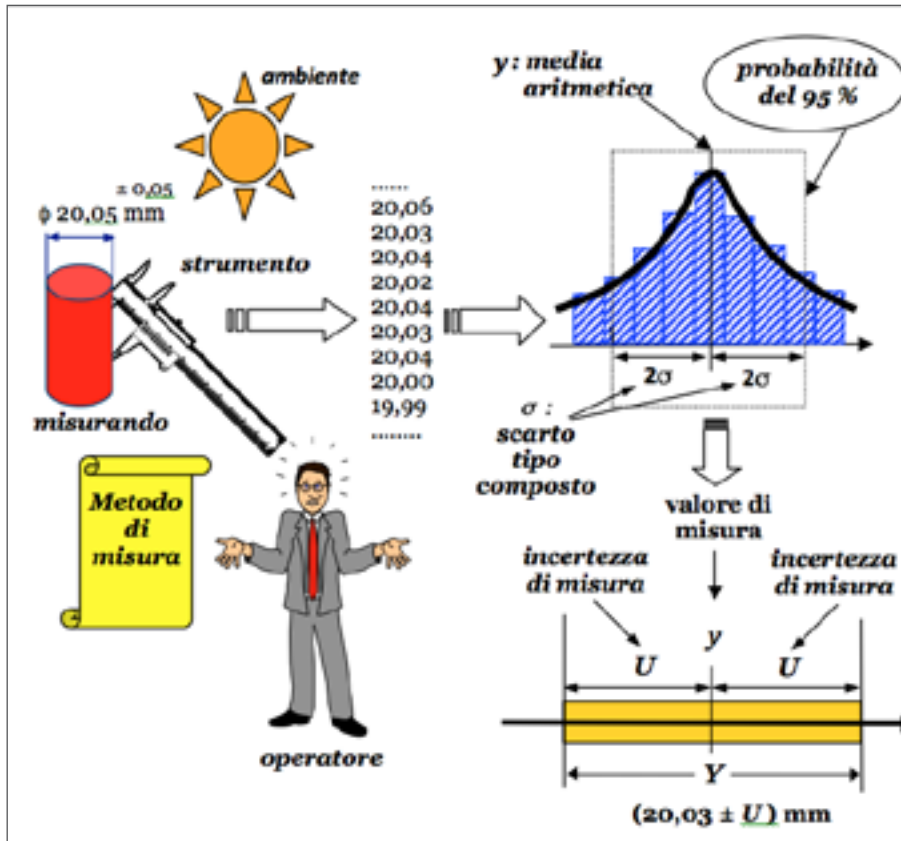 ambiente
± 0,05
ϕ 20,05 mm
strumento
misurando
Metodo
di
misura
operatore
......
20,06
20,03
20,04
20,02
20,04
20,03
20,04
20,00
19,99
........
y : media
aritmetica
probabilità
del 95 %
2σ 2σ
σ :
scarto
tipo
composto
valore di
misura
incertezza
di misura
incertezza
di misura
y
U U
Y
(20,03 ± U ) mm